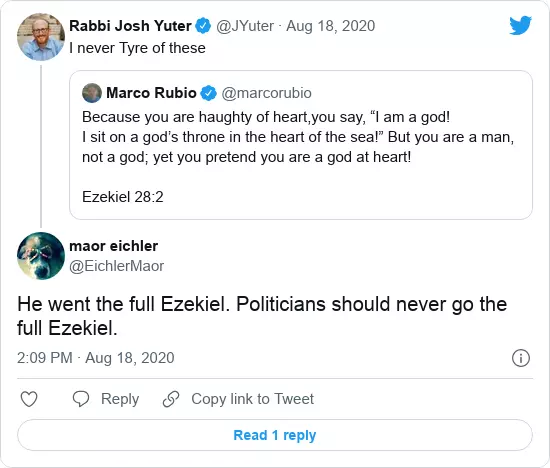 Rabbi Josh Yuter @JYuter · Aug 18, 2020
I never Tyre of these
Marco Rubio @marcorubio
Because you are haughty of heart,you say, “I am a god!
I sit on a god’s throne in the heart of the sea!” But you are a man,
not a god; yet you pretend you are a god at heart!
Ezekiel 28:2
maor eichler
@EichlerMaor
He went the full Ezekiel. Politicians should never go the
full Ezekiel.
2:09 PM · Aug 18, 2020
Reply Copy link to Tweet
Read 1 reply